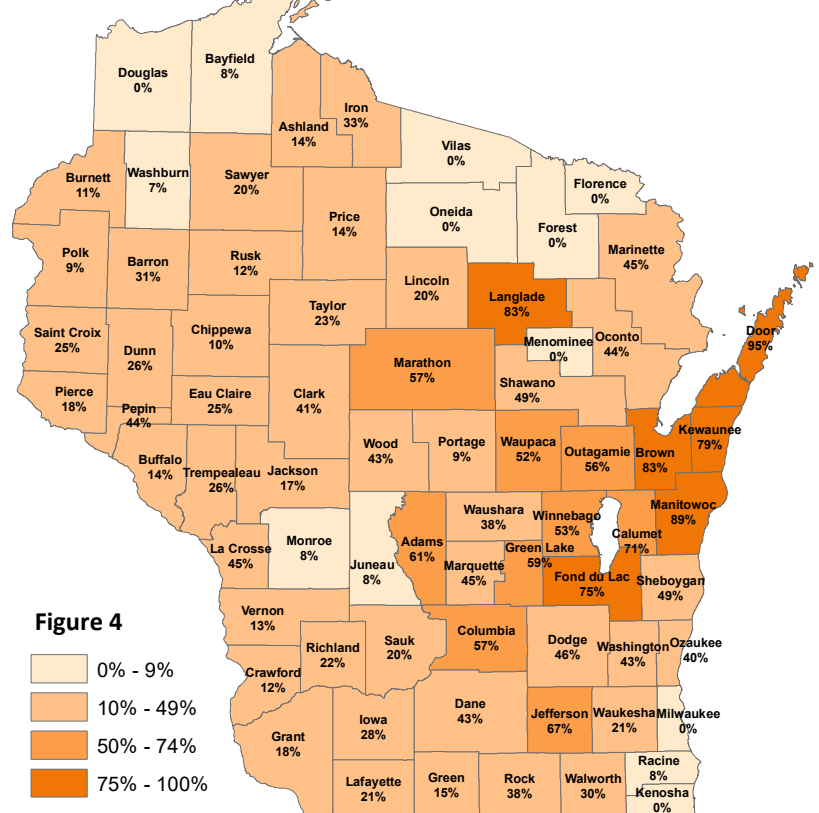 Douglas
0%
Bayfield
8%
Ashland
14%
Iron
33%
Vilas
0%
Florence
0%
Burnett
11%
Washburn
7%
Sawyer
20%
Price
14%
Oneida
0%
Forest
0%
Marinette
45%
Polk
9%
Barron
31%
Rusk
12%
Lincoln
20%
Langlade
83%
Taylor
23%
Saint Croix
25%
Dunn
26%
Chippewa
10%
Marathon
57%
Menominee
0%
Oconto
44%
Door
95%
Shawano
49%
Pierce
18%
Pepin
44%
Eau Claire
25%
Clark
41%
Buffalo
14%
Trempealeau
26%
Jackson
17%
Wood
43%
Portage
9%
Waupaca
52%
Outagamie
56%
Brown
83%
Kewaunee
79%
Manitowoc
89%
La Crosse
45%
Monroe
8%
Juneau
8%
Adams
61%
Waushara
38%
Marquette
45%
Green Lake
59%
Winnebago
53%
Calumet
71%
Fond du Lac
75%
Sheboygan
49%
Vernon
13%
Richland
22%
Sauk
20%
Columbia
57%
Dodge
46%
Washington
43%
Ozaukee
40%
Crawford
12%
Grant
18%
Iowa
28%
Dane
43%
Jefferson
67%
Waukesha
21%
Milwaukee
0%
Lafayette
21%
Green
15%
Rock
38%
Walworth
30%
Racine
8%
Kenosha
0%
Figure 4
0% - 9%
10% - 49%
50% - 74%
75% - 100%